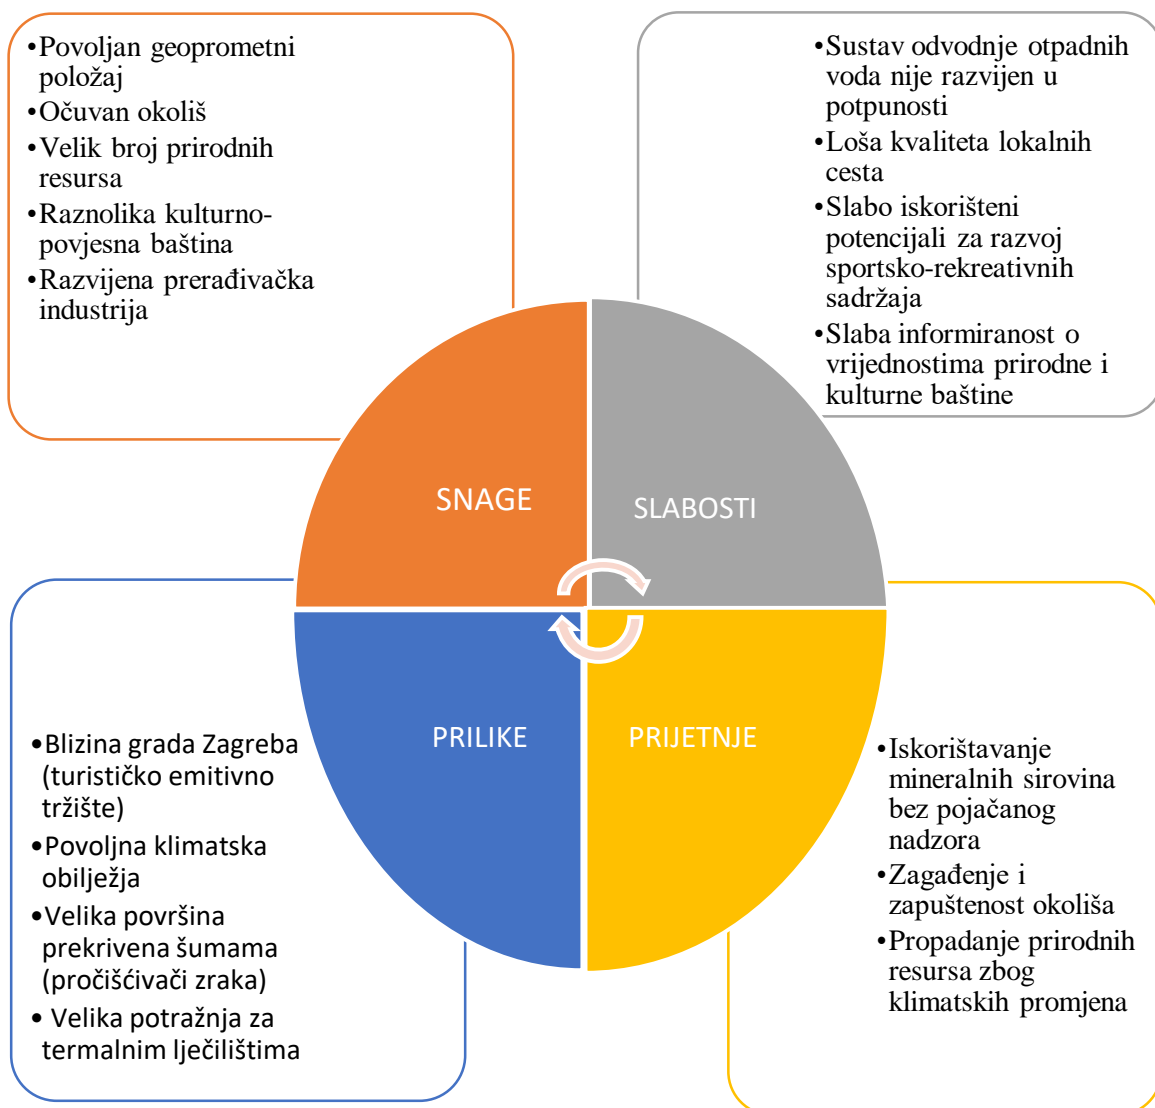 •Povoljan geoprometni
položaj
•Očuvan okoliš
•Velik broj prirodnih
resursa
•Raznolika kulturno-
povjesna baština
•Razvijena prerađivačka
industrija
•Sustav odvodnje otpadnih
voda nije razvijen u
potpunosti
•Loša kvaliteta lokalnih
cesta
•Slabo iskorišteni
potencijali za razvoj
sportsko-rekreativnih
sadržaja
•Slaba informiranost o
vrijednostima prirodne i
kulturne baštine
SNAGE
SLABOSTI
PRILIKE
PRIJETNJE
•Blizina grada Zagreba
(turističko emitivno
tržište)
•Povoljna klimatska
obilježja
•Velika površina
prekrivena šumama
(pročišćivači zraka)
• Velika potražnja za
termalnim lječilištima
•Iskorištavanje
mineralnih sirovina
bez pojačanog
nadzora
•Zagađenje i
zapuštenost okoliša
•Propadanje prirodnih
resursa zbog
klimatskih promjena